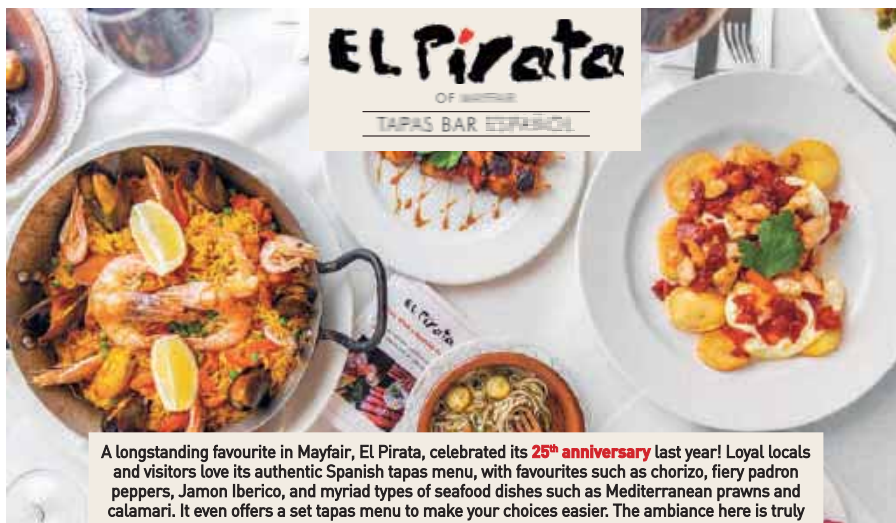 EL Pirata
OF MAYFAIR
TAPAS BAR ESPAÑOL
EL Pirata
A longstanding favourite in Mayfair, El Pirata, celebrated its 25th anniversary last year! Loyal locals
and visitors love its authentic Spanish tapas menu, with favourites such as chorizo, fiery padron
peppers, Jamon Iberico, and myriad types of seafood dishes such as Mediterranean prawns and
calamari. It even offers a set tapas menu to make your choices easier. The ambiance here is truly